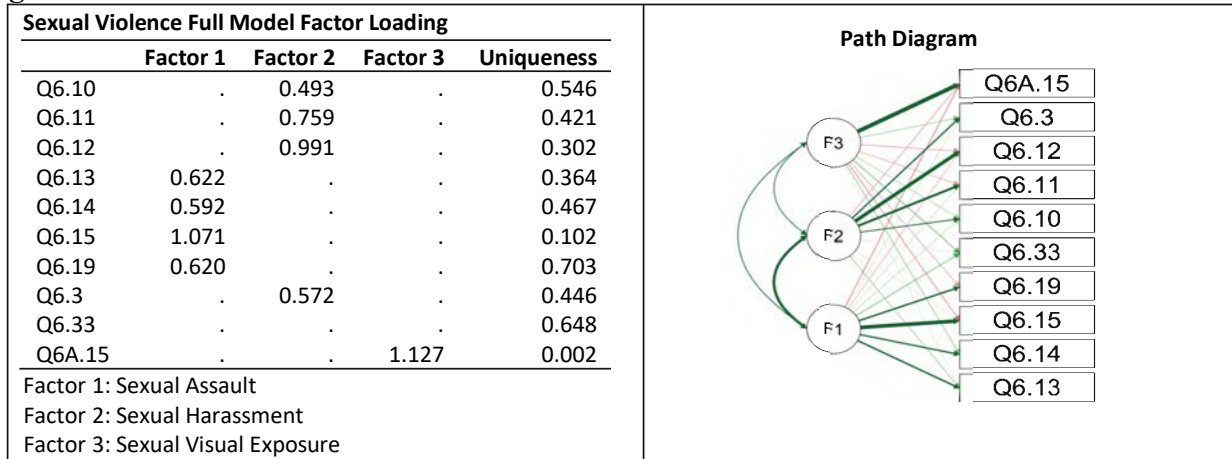 Sexual Violence Full Model Factor Loading
Factor 1 Factor 2 Factor 3 Uniqueness
Q6.10 . 0.493 . 0.546
Q6.11 . 0.759 . 0.421
Q6.12 . 0.991 . 0.302
Q6.13 0.622 . . 0.364
Q6.14 0.592 . . 0.467
Q6.15 1.071 . . 0.102
Q6.19 0.620 . . 0.703
Q6.3 . 0.572 . 0.446
Q6.33 . . . 0.648
Q6A.15 . . 1.127 0.002
Factor 1: Sexual Assault
Factor 2: Sexual Harassment
Factor 3: Sexual Visual Exposure
Path Diagram
F3
F2
F1
Q6A.15
Q6.3
Q6.12
Q6.11
Q6.10
Q6.33
Q6.19
Q6.15
Q6.14
Q6.13